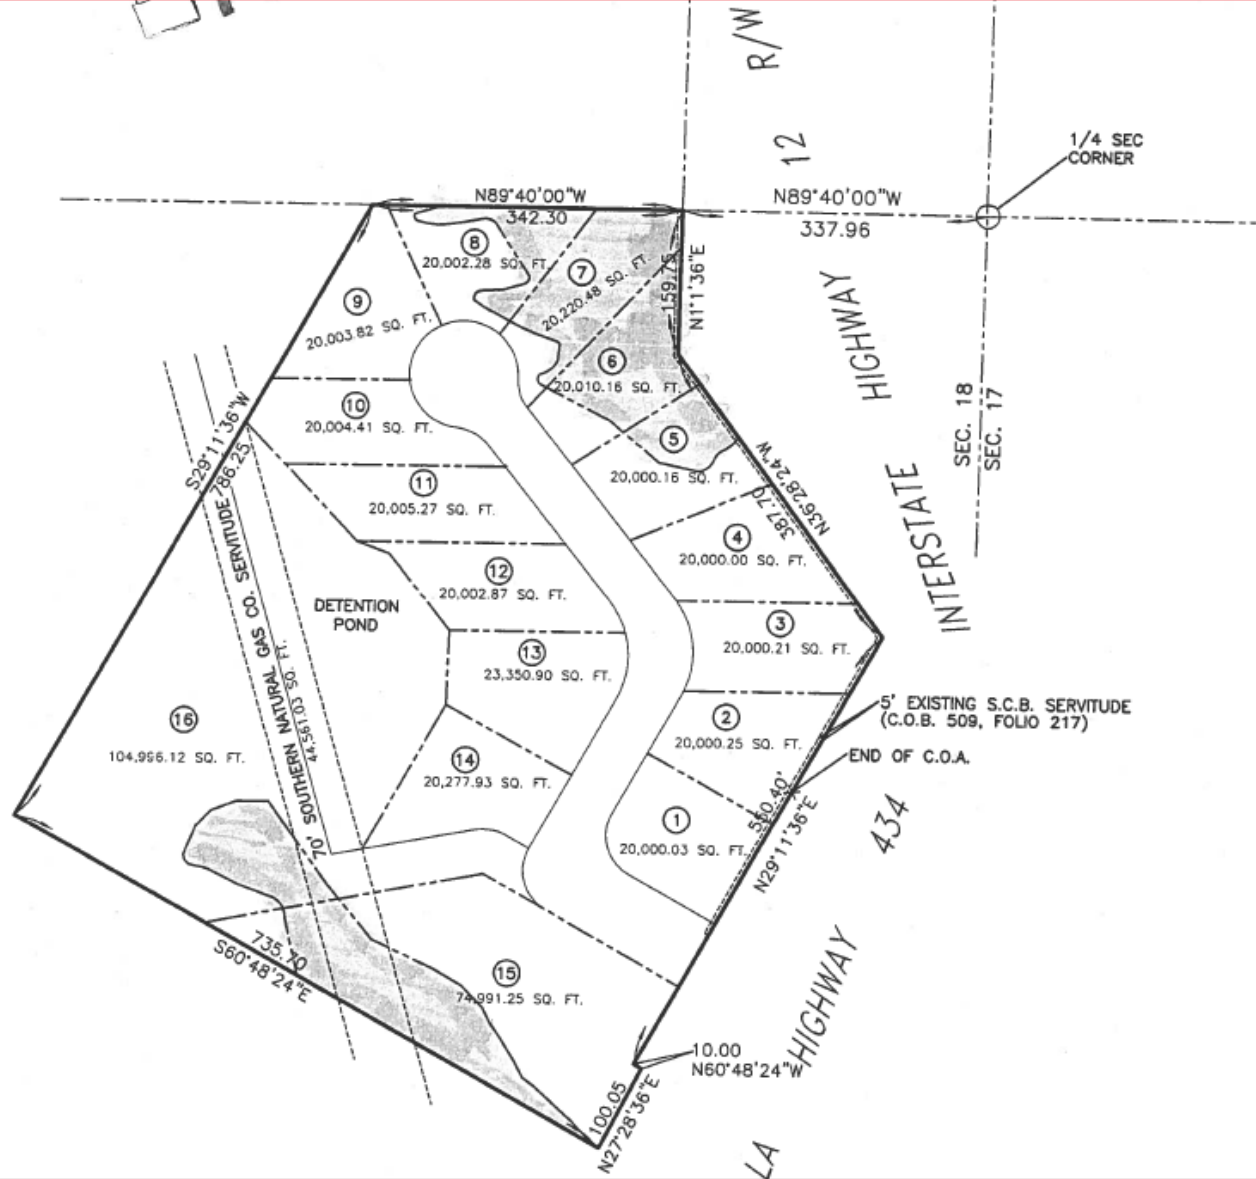 R/W
12
HIGHWAY
INTERSTATE
1/4 SEC
CORNER
N89°40'00"W
342.30
N89°40'00"W
337.96
159.75
N1°1'36"E
SEC. 18
SEC. 17
8
20,002.28 SQ. FT.
7
20,220.48 SQ. FT.
9
20,003.82 SQ. FT.
6
20,010.16 SQ. FT.
10
20,004.41 SQ. FT.
5
20,000.16 SQ. FT.
N36°28'24"W
387.70
S29°11'36"W
786.25
11
20,005.27 SQ. FT.
4
20,000.00 SQ. FT.
12
20,002.87 SQ. FT.
DETENTION
POND
3
20,000.21 SQ. FT.
13
23,350.90 SQ. FT.
70' SOUTHERN NATURAL GAS CO. SERVITUDE
44,561.03 SQ. FT.
16
104,996.12 SQ. FT.
2
20,000.25 SQ. FT.
5' EXISTING S.C.B. SERVITUDE
(C.O.B. 509, FOLIO 217)
END OF C.O.A.
14
20,277.93 SQ. FT.
1
20,000.03 SQ. FT.
550.40'
N29°11'36"E
434
HIGHWAY
LA
735.70
S60°48'24"E
15
74,991.25 SQ. FT.
10.00
N60°48'24"W
100.05
N27°28'36"E